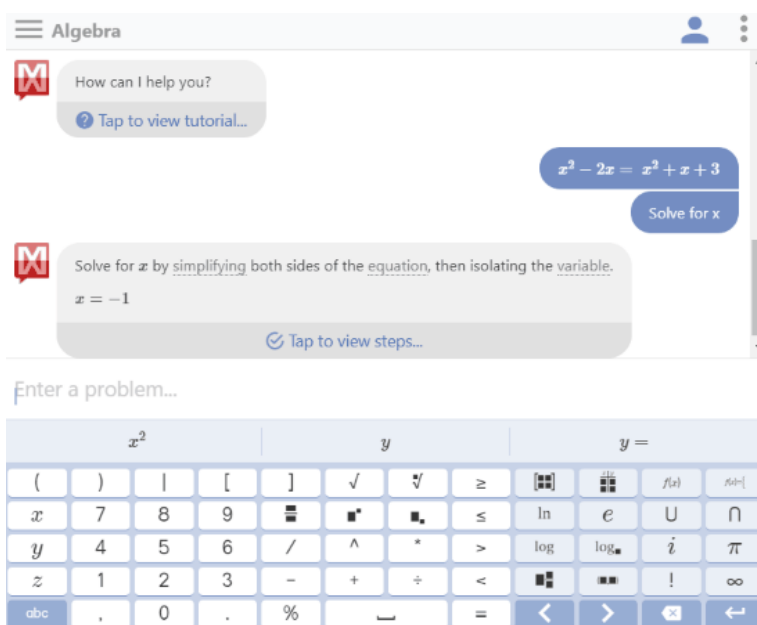 Algebra
How can I help you?
Tap to view tutorial...
x² − 2x = x² + x + 3
Solve for x
Solve for x by simplifying both sides of the equation, then isolating the variable.
x = −1
Tap to view steps...
Enter a problem...
x² y y =
( ) | [ ] √ ≥ f(x)
x 7 8 9 ≤ ln e ∪ ∩
y 4 5 6 / ^ * > log log i π
z 1 2 3 − + ÷ < ! ∞
abc , 0 . % =